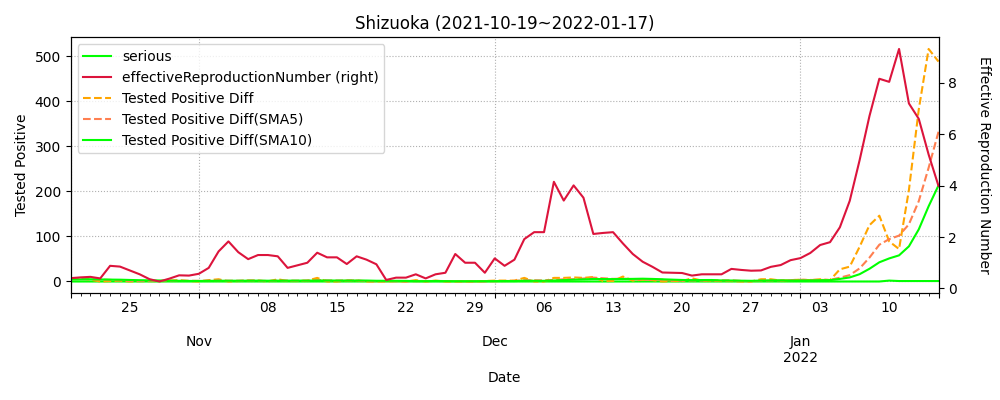 Shizuoka (2021-10-19~2022-01-17)
serious
effectiveReproductionNumber (right)
Tested Positive Diff
Tested Positive Diff(SMA5)
Tested Positive Diff(SMA10)
Tested Positive
500
400
300
200
100
0
Effective Reproduction Number
8
6
4
2
0
25 08 15 22 29 06 13 20 27 03 10
Nov Dec Jan
2022
Date